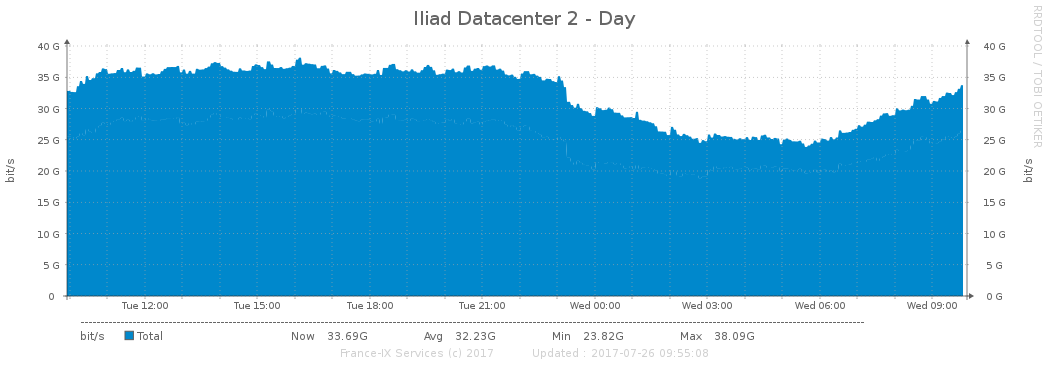 Iliad Datacenter 2 - Day
RRDTOOL / TOBI OETIKER
40 G 40 G
35 G 35 G
30 G 30 G
25 G 25 G
20 G 20 G
15 G 15 G
10 G 10 G
5 G 5 G
0 0 G
bit/s bit/s
Tue 12:00 Tue 15:00 Tue 18:00 Tue 21:00 Wed 00:00 Wed 03:00 Wed 06:00 Wed 09:00
bit/s Total Now 33.69G Avg 32.23G Min 23.82G Max 38.09G
France-IX Services (c) 2017 Updated : 2017-07-26 09:55:08